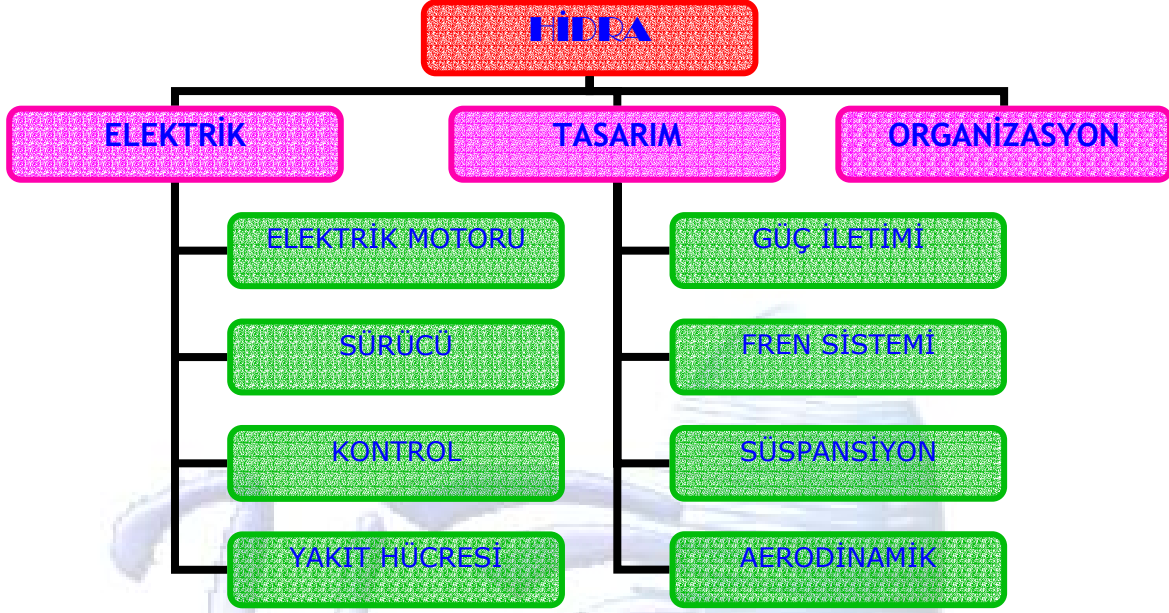 HİDRA
ELEKTRİK
TASARIM
ORGANİZASYON
ELEKTRİK MOTORU
SÜRÜCÜ
KONTROL
YAKIT HÜCRESİ
GÜÇ İLETİMİ
FREN SİSTEMİ
SÜSPANSİYON
AERODİNAMİK